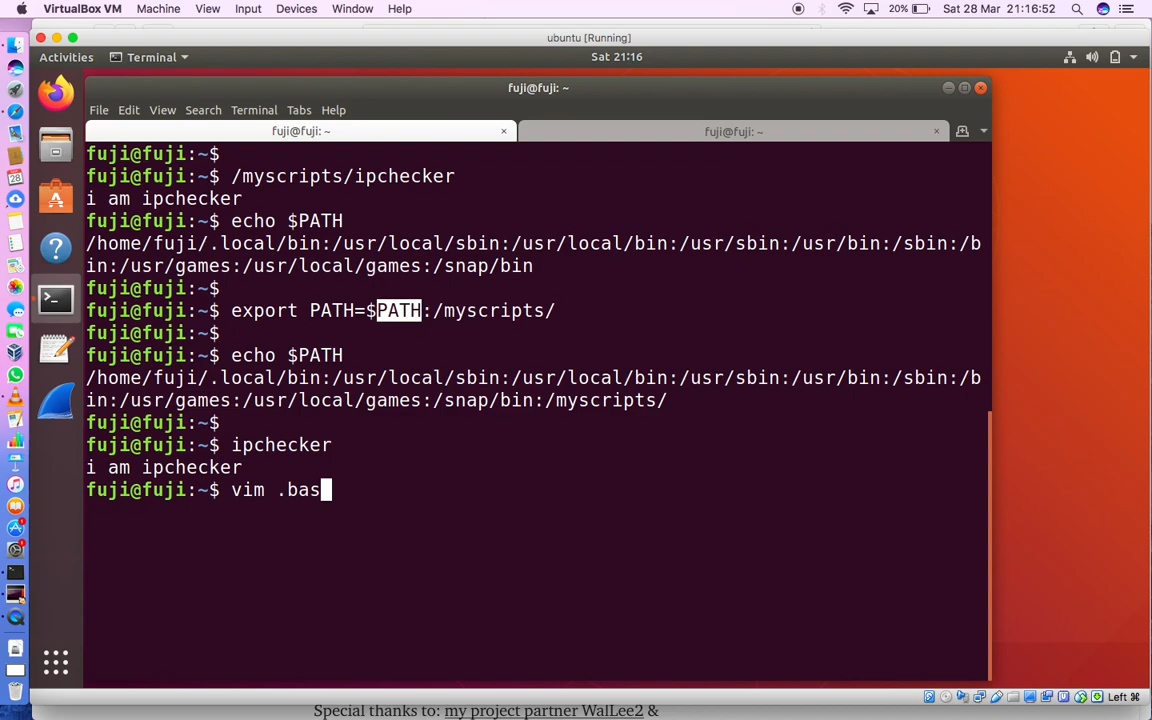 VirtualBox VM Machine View Input Devices Window Help 20% Sat 28 Mar 21:16:52
ubuntu [Running]
Activities Terminal Sat 21:16
fuji@fuji: ~
File Edit View Search Terminal Tabs Help
fuji@fuji: ~ × fuji@fuji: ~ ×
fuji@fuji:~$
fuji@fuji:~$ /myscripts/ipchecker
i am ipchecker
fuji@fuji:~$ echo $PATH
/home/fuji/.local/bin:/usr/local/sbin:/usr/local/bin:/usr/sbin:/usr/bin:/sbin:/b
in:/usr/games:/usr/local/games:/snap/bin
fuji@fuji:~$
fuji@fuji:~$ export PATH=$PATH:/myscripts/
fuji@fuji:~$
fuji@fuji:~$ echo $PATH
/home/fuji/.local/bin:/usr/local/sbin:/usr/local/bin:/usr/sbin:/usr/bin:/sbin:/b
in:/usr/games:/usr/local/games:/snap/bin:/myscripts/
fuji@fuji:~$
fuji@fuji:~$ ipchecker
i am ipchecker
fuji@fuji:~$ vim .bas
Left ⌘
Special thanks to: my project partner WalLee2 &